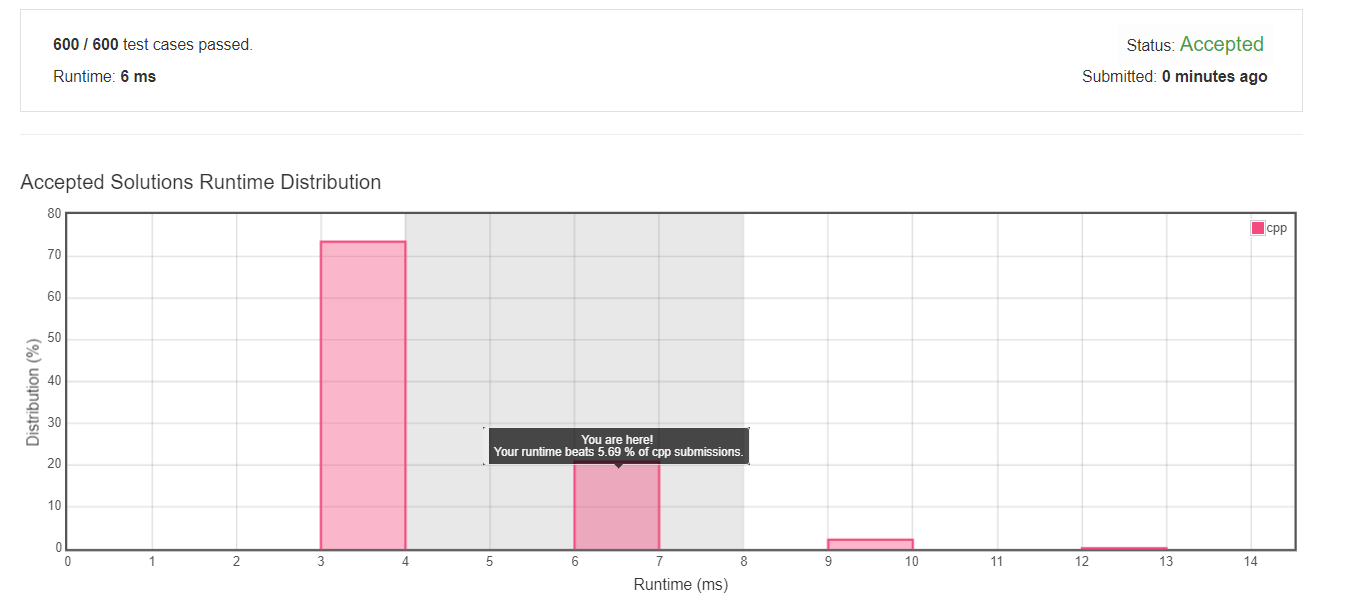 600 / 600 test cases passed.
Status: Accepted
Runtime: 6 ms
Submitted: 0 minutes ago
Accepted Solutions Runtime Distribution
80
70
60
50
40
30
20
10
0
Distribution (%)
cpp
You are here!
Your runtime beats 5.69 % of cpp submissions.
0 1 2 3 4 5 6 7 8 9 10 11 12 13 14
Runtime (ms)